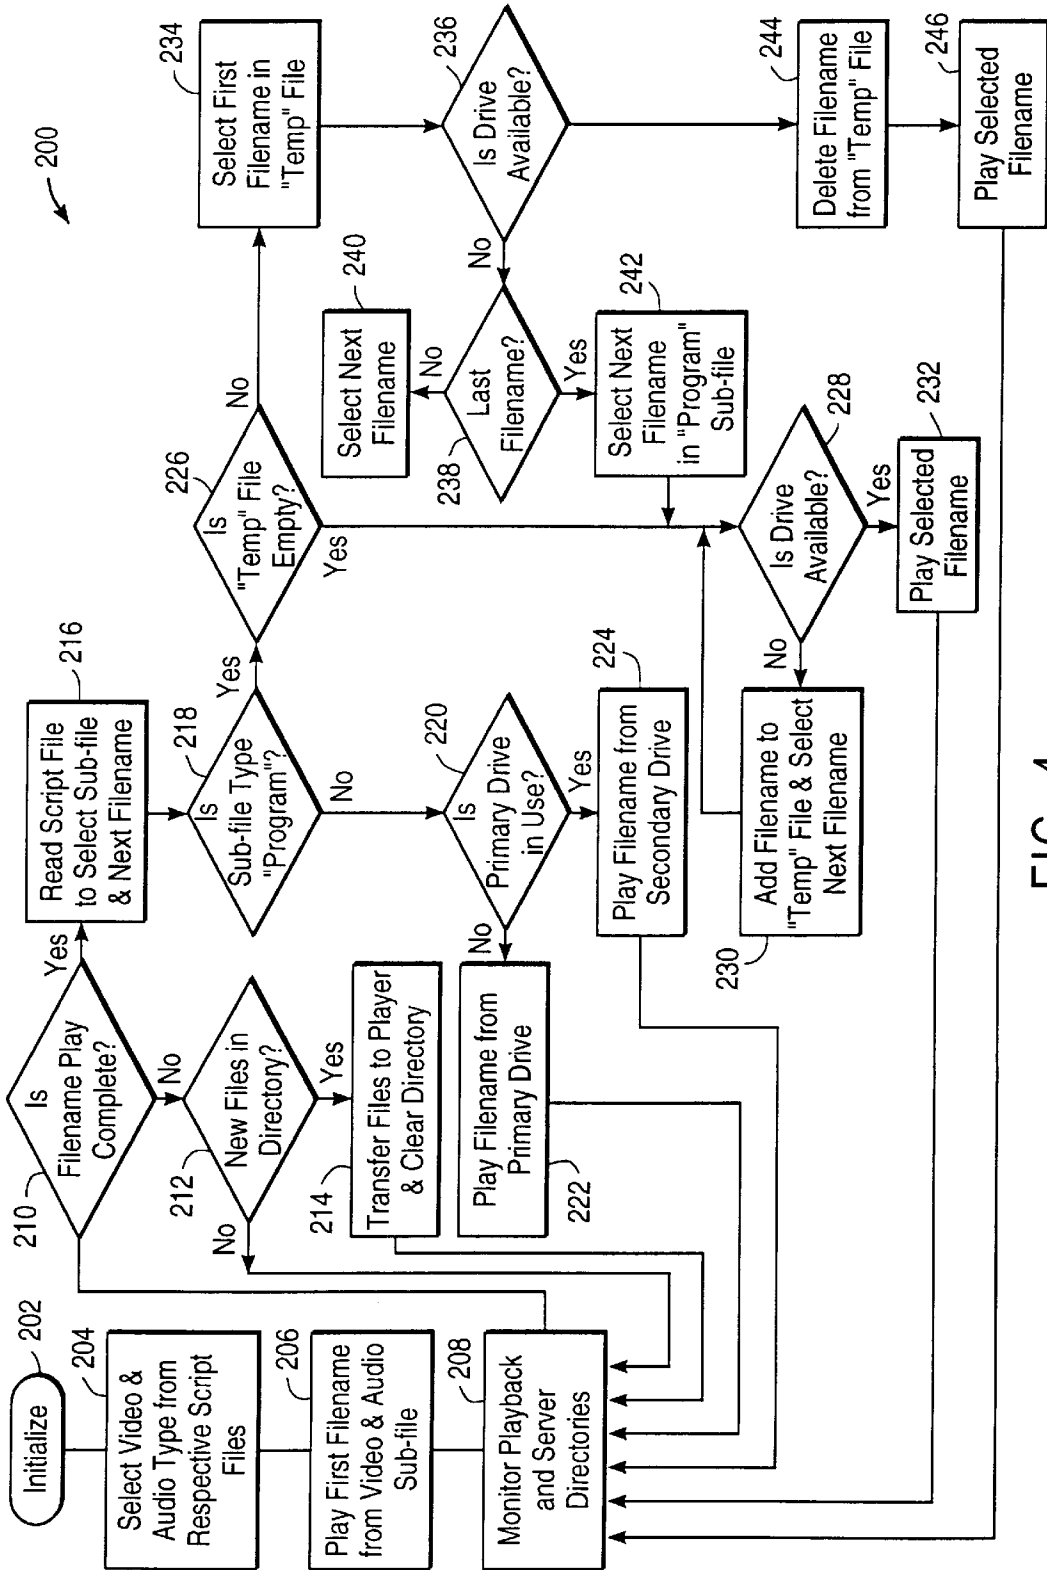 200
Initialize
202
Select Video &
Audio Type from
Respective Script
Files
204
Play First Filename
from Video & Audio
Sub-file
206
Monitor Playback
and Server
Directories
208
Is
Filename Play
Complete?
210
Yes
No
New Files in
Directory?
212
No
Yes
Transfer Files to Player
& Clear Directory
214
Read Script File
to Select Sub-file
& Next Filename
216
Is
Sub-file Type
"Program"?
218
Yes
No
Is
Primary Drive
in Use?
220
No
Yes
Play Filename from
Primary Drive
222
Play Filename from
Secondary Drive
224
Is
"Temp" File
Empty?
226
No
Yes
Is Drive
Available?
228
No
Yes
Add Filename to
"Temp" File & Select
Next Filename
230
Play Selected
Filename
232
Select First
Filename in
"Temp" File
234
Is Drive
Available?
236
No
Last
Filename?
238
No
Yes
Select Next
Filename
240
Select Next
Filename
in "Program"
Sub-file
242
Delete Filename
from "Temp" File
244
Play Selected
Filename
246